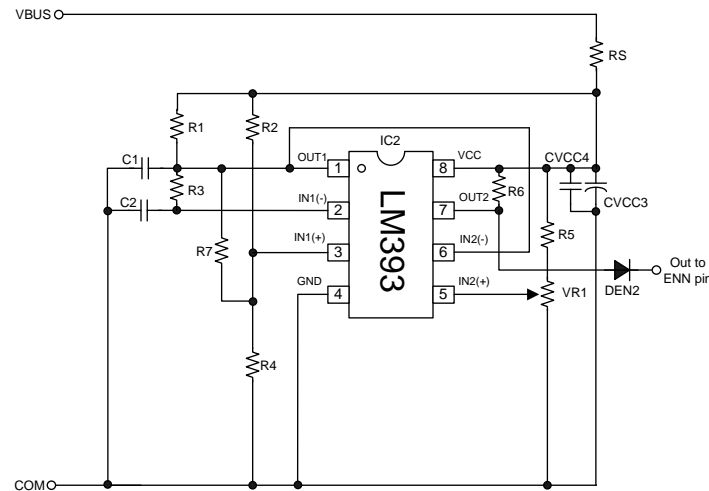 VBUS
RS
R1
R2
IC2
C1
OUT1
1
8
VCC
CVCC4
R3
R6
CVCC3
C2
IN1(-)
2
LM393
7
OUT2
R5
R7
IN1(+)
3
6
IN2(-)
Out to
ENN pin
DEN2
GND
4
5
IN2(+)
VR1
R4
COM